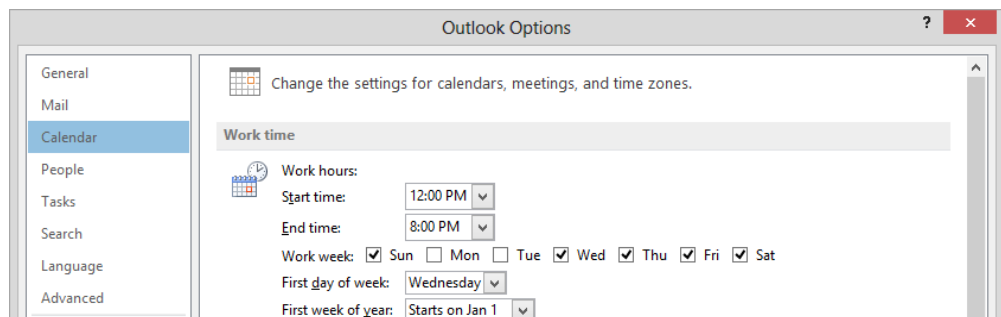 Outlook Options
?
General
Mail
Calendar
People
Tasks
Search
Language
Advanced
Change the settings for calendars, meetings, and time zones.
Work time
Work hours:
Start time: 12:00 PM
End time: 8:00 PM
Work week: Sun Mon Tue Wed Thu Fri Sat
First day of week: Wednesday
First week of year: Starts on Jan 1